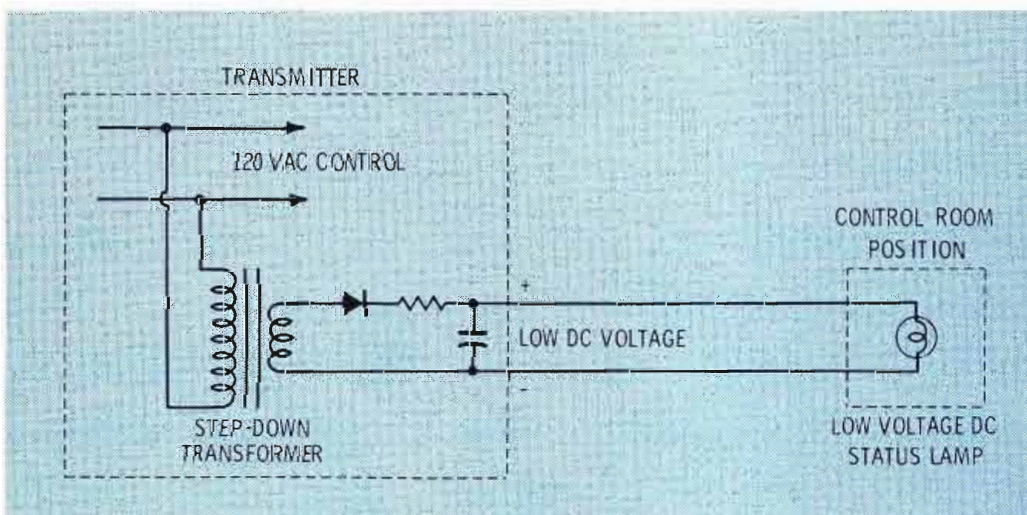 TRANSMITTER
120 VAC CONTROL
CONTROL ROOM
POSITION
+
LOW DC VOLTAGE
-
STEP-DOWN
TRANSFORMER
LOW VOLTAGE DC
STATUS LAMP